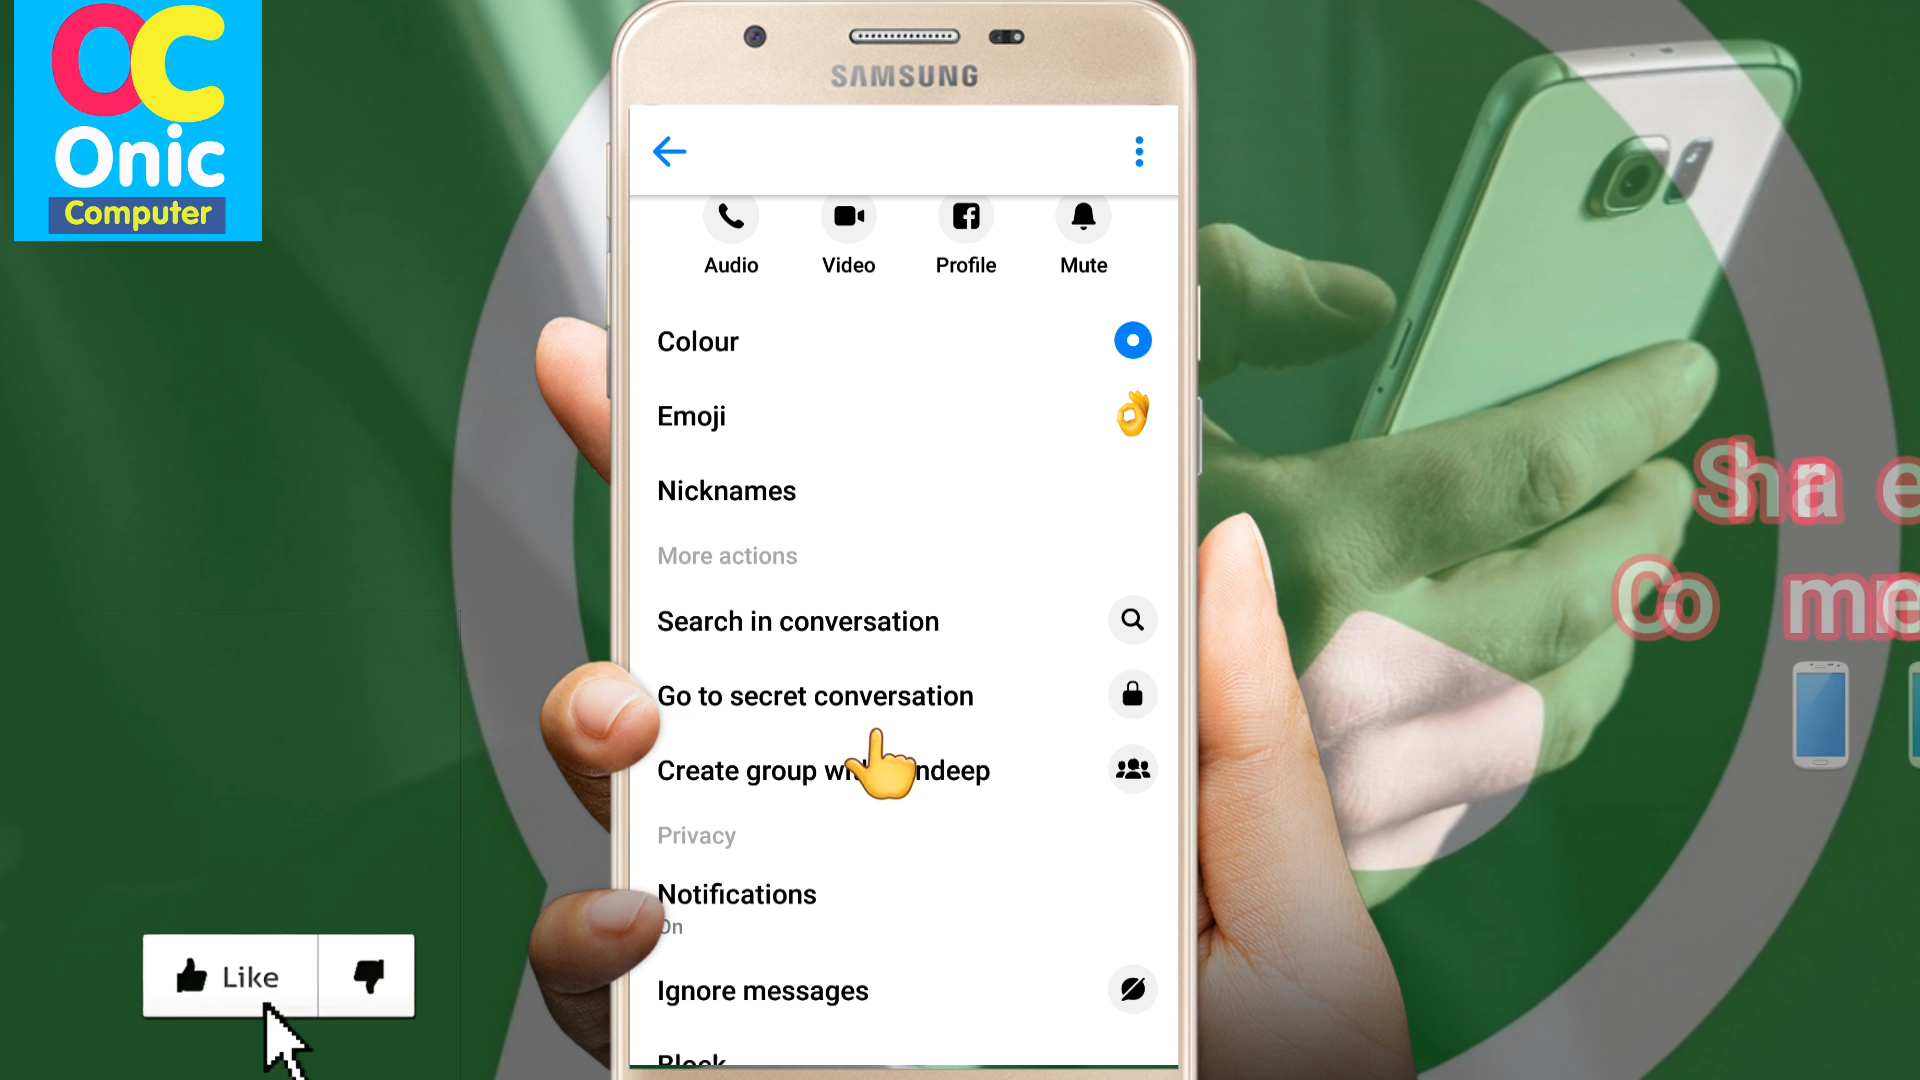 OC
Onic
Computer
SAMSUNG
Audio Video Profile Mute
Colour
Emoji
Nicknames
More actions
Search in conversation
Go to secret conversation
Create group ndeep
Privacy
Notifications
On
Ignore messages
Block
Like